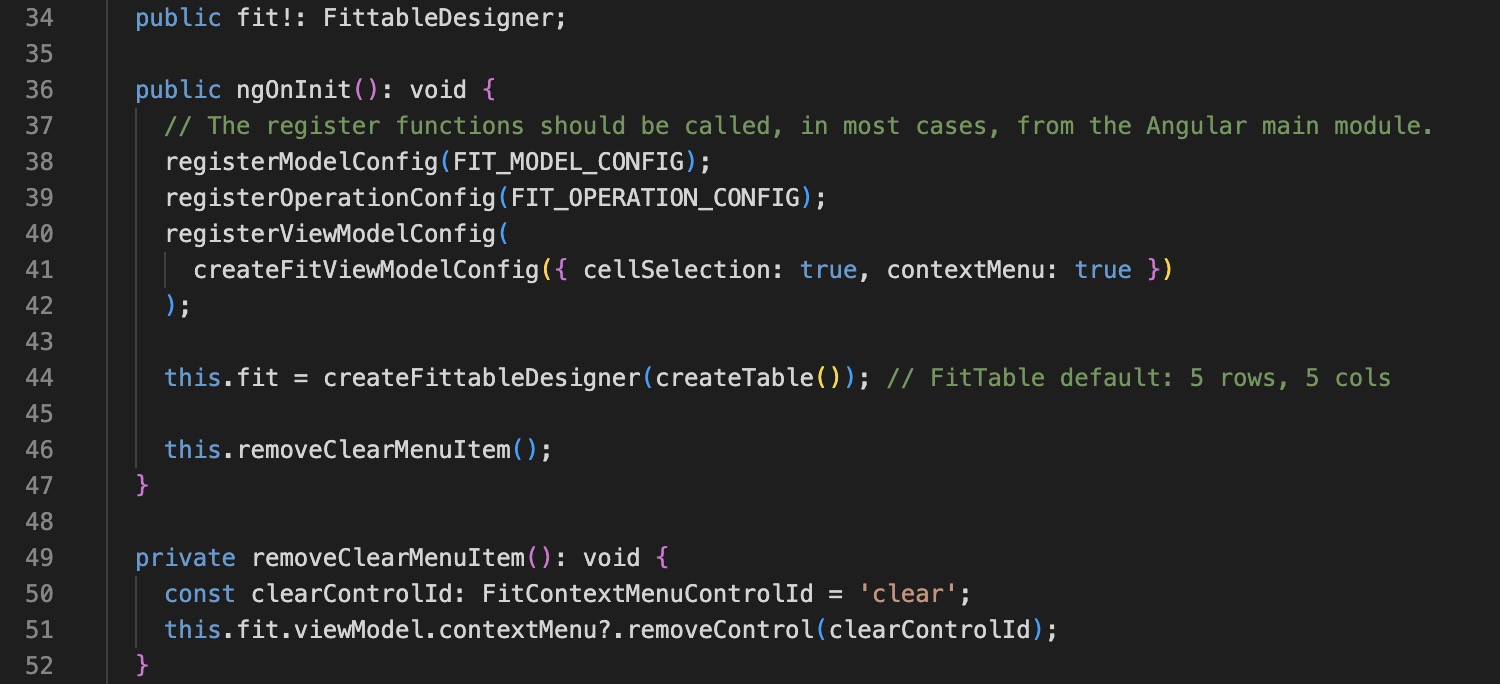 34 public fit!: FittableDesigner;
35
36 public ngOnInit(): void {
37 // The register functions should be called, in most cases, from the Angular main module.
38 registerModelConfig(FIT_MODEL_CONFIG);
39 registerOperationConfig(FIT_OPERATION_CONFIG);
40 registerViewModelConfig(
41 createFitViewModelConfig({ cellSelection: true, contextMenu: true })
42 );
43
44 this.fit = createFittableDesigner(createTable()); // FitTable default: 5 rows, 5 cols
45
46 this.removeClearMenuItem();
47 }
48
49 private removeClearMenuItem(): void {
50 const clearControlId: FitContextMenuControlId = 'clear';
51 this.fit.viewModel.contextMenu?.removeControl(clearControlId);
52 }